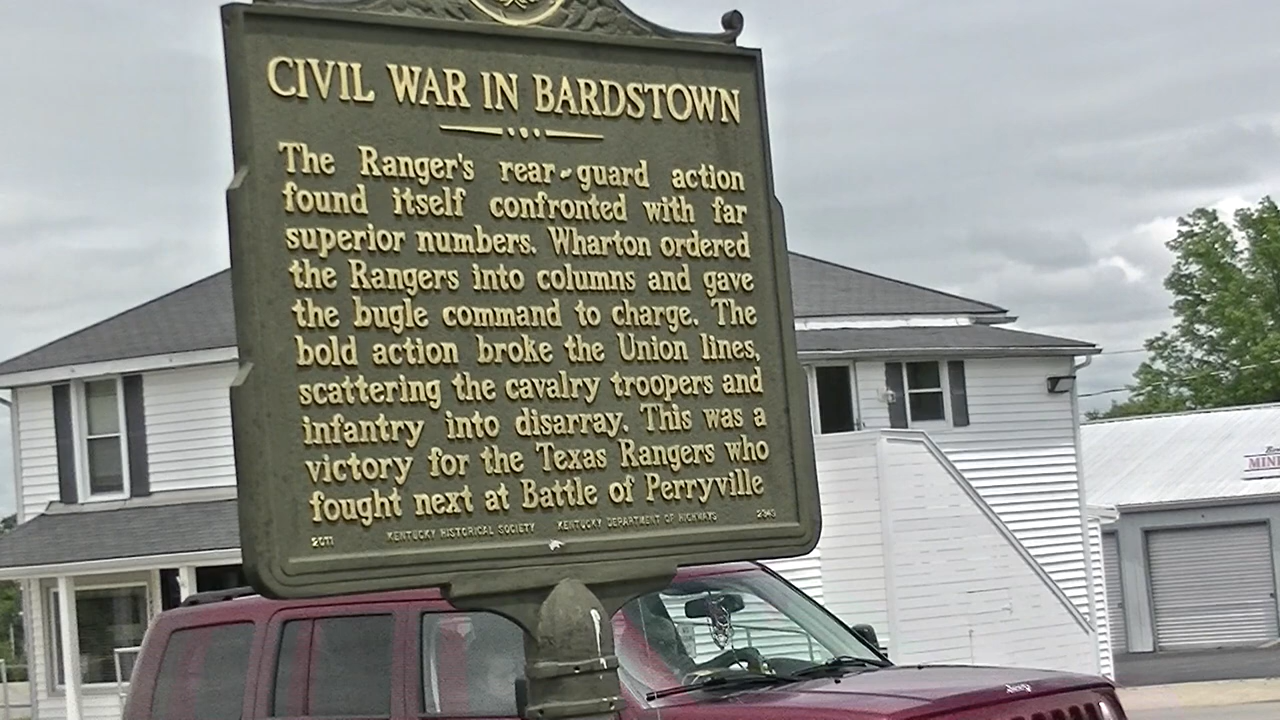 CIVIL WAR IN BARDSTOWN
The Ranger's rear-guard action
found itself confronted with far
superior numbers. Wharton ordered
the Rangers into columns and gave
the bugle command to charge. The
bold action broke the Union lines,
scattering the cavalry troopers and
infantry into disarray. This was a
victory for the Texas Rangers who
fought next at Battle of Perryville
2011 KENTUCKY HISTORICAL SOCIETY KENTUCKY DEPARTMENT OF HIGHWAYS
Jeep